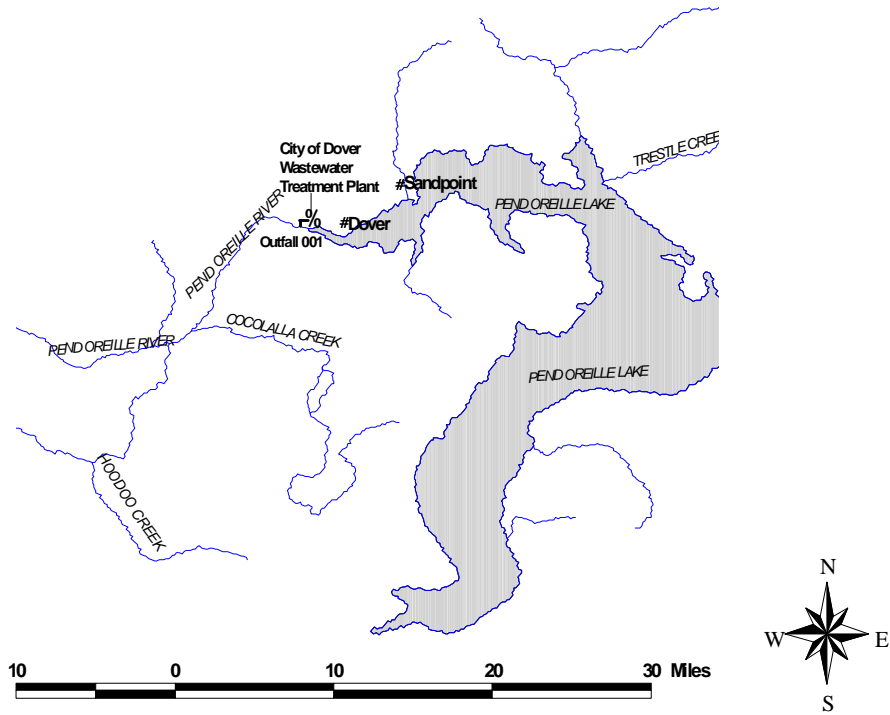 City of Dover
Wastewater
Treatment Plant
#Sandpoint
TRESTLE CREE
PEND OREILLE LAKE
PEND OREILLE RIVER
%
#Dover
Outfall 001
COCOLALLA CREEK
PEND OREILLE RIVER
PEND OREILLE LAKE
HOODOO CREEK
N
W
E
S
10
0
10
20
30
Miles